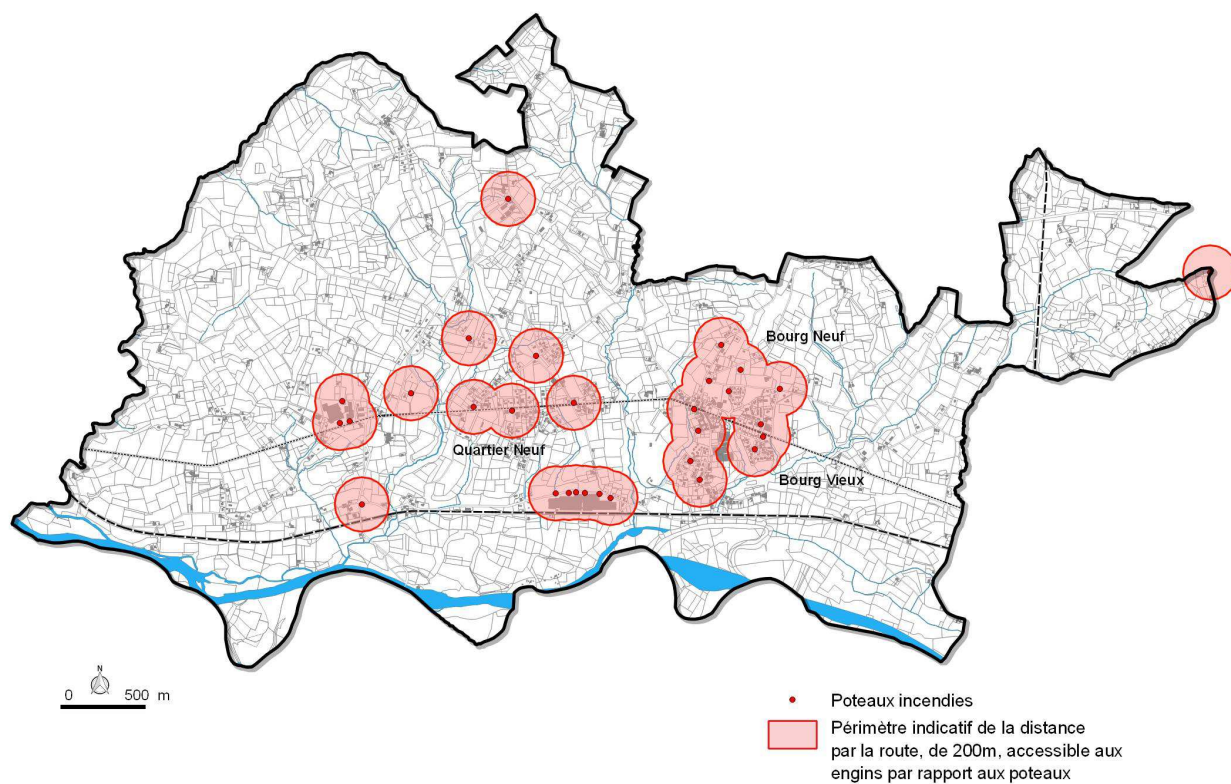 Bourg Neuf
Quartier Neuf
Bourg Vieux
N
0 500 m
Poteaux incendies
Périmètre indicatif de la distance
par la route, de 200m, accessible aux
engins par rapport aux poteaux